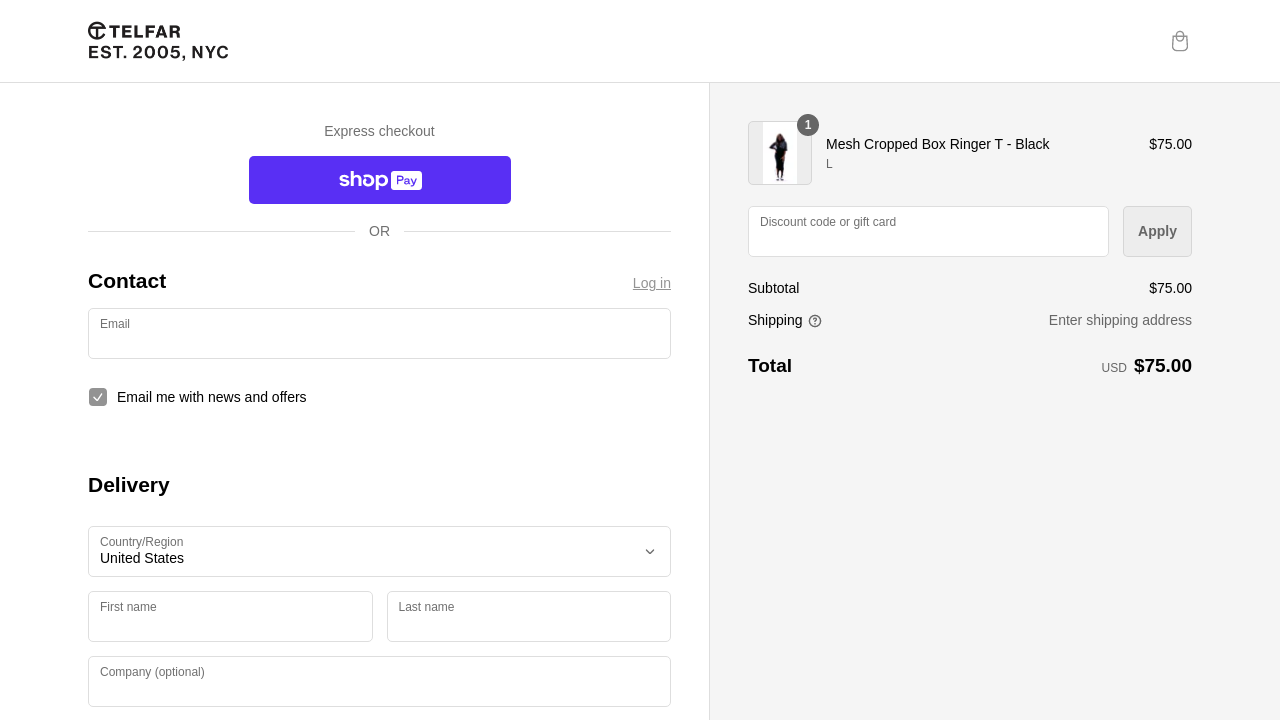 TELFAR
EST. 2005, NYC
Express checkout
shop Pay
OR
Contact
Log in
Email
Email me with news and offers
Delivery
Country/Region
United States
First name
Last name
Company (optional)
1
Mesh Cropped Box Ringer T - Black
$75.00
L
Discount code or gift card
Apply
Subtotal
$75.00
Shipping
Enter shipping address
Total
USD $75.00